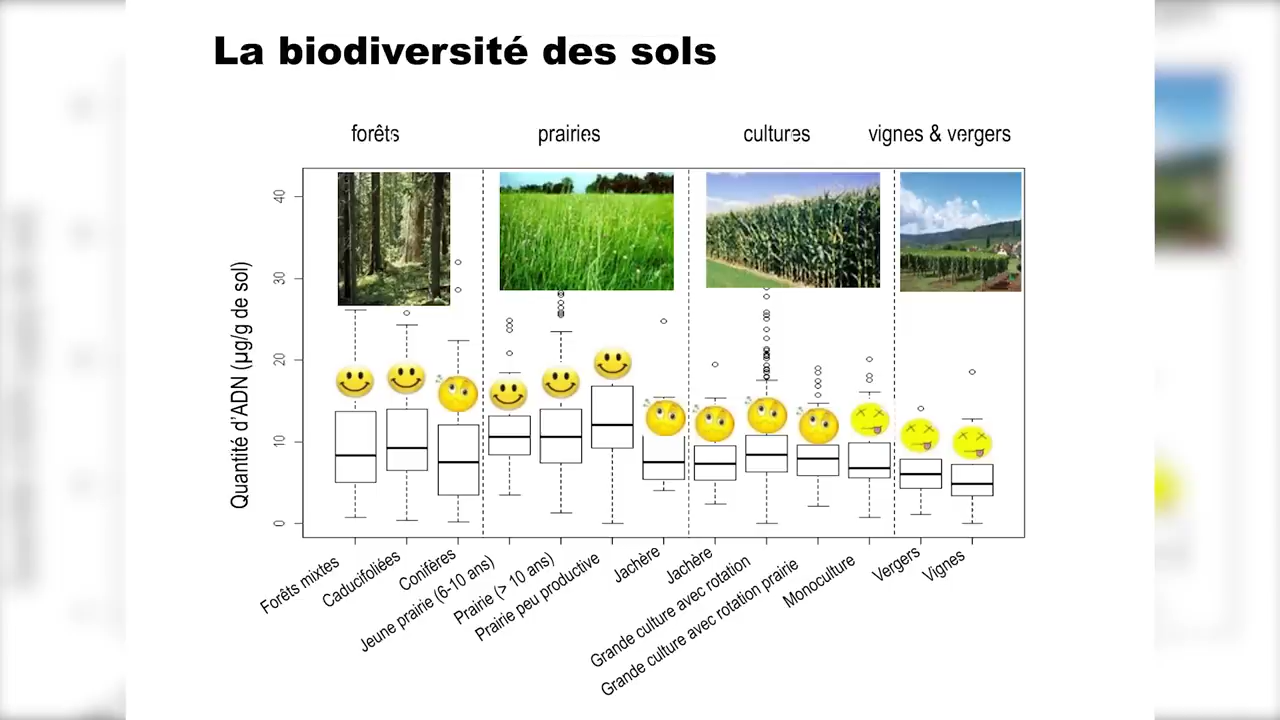 La biodiversité des sols
forêts
prairies
cultures
vignes & vergers
Quantité d'ADN (µg/g de sol)
40
30
20
10
0
Forêts mixtes
Caducifoliées
Conifères
Jeune prairie (6-10 ans)
Prairie (> 10 ans)
Prairie peu productive
Jachère
Jachère
Grande culture avec rotation
Grande culture avec rotation prairie
Monoculture
Vergers
Vignes